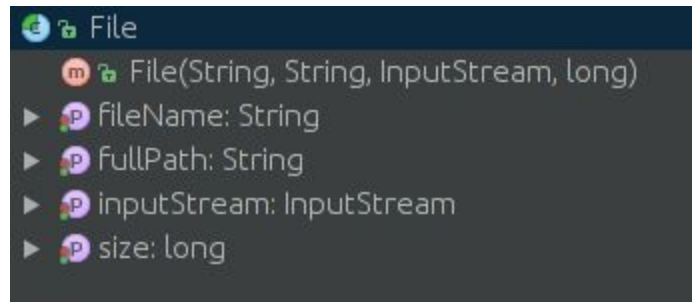 File
m File(String, String, InputStream, long)
P fileName: String
P fullPath: String
P inputStream: InputStream
P size: long